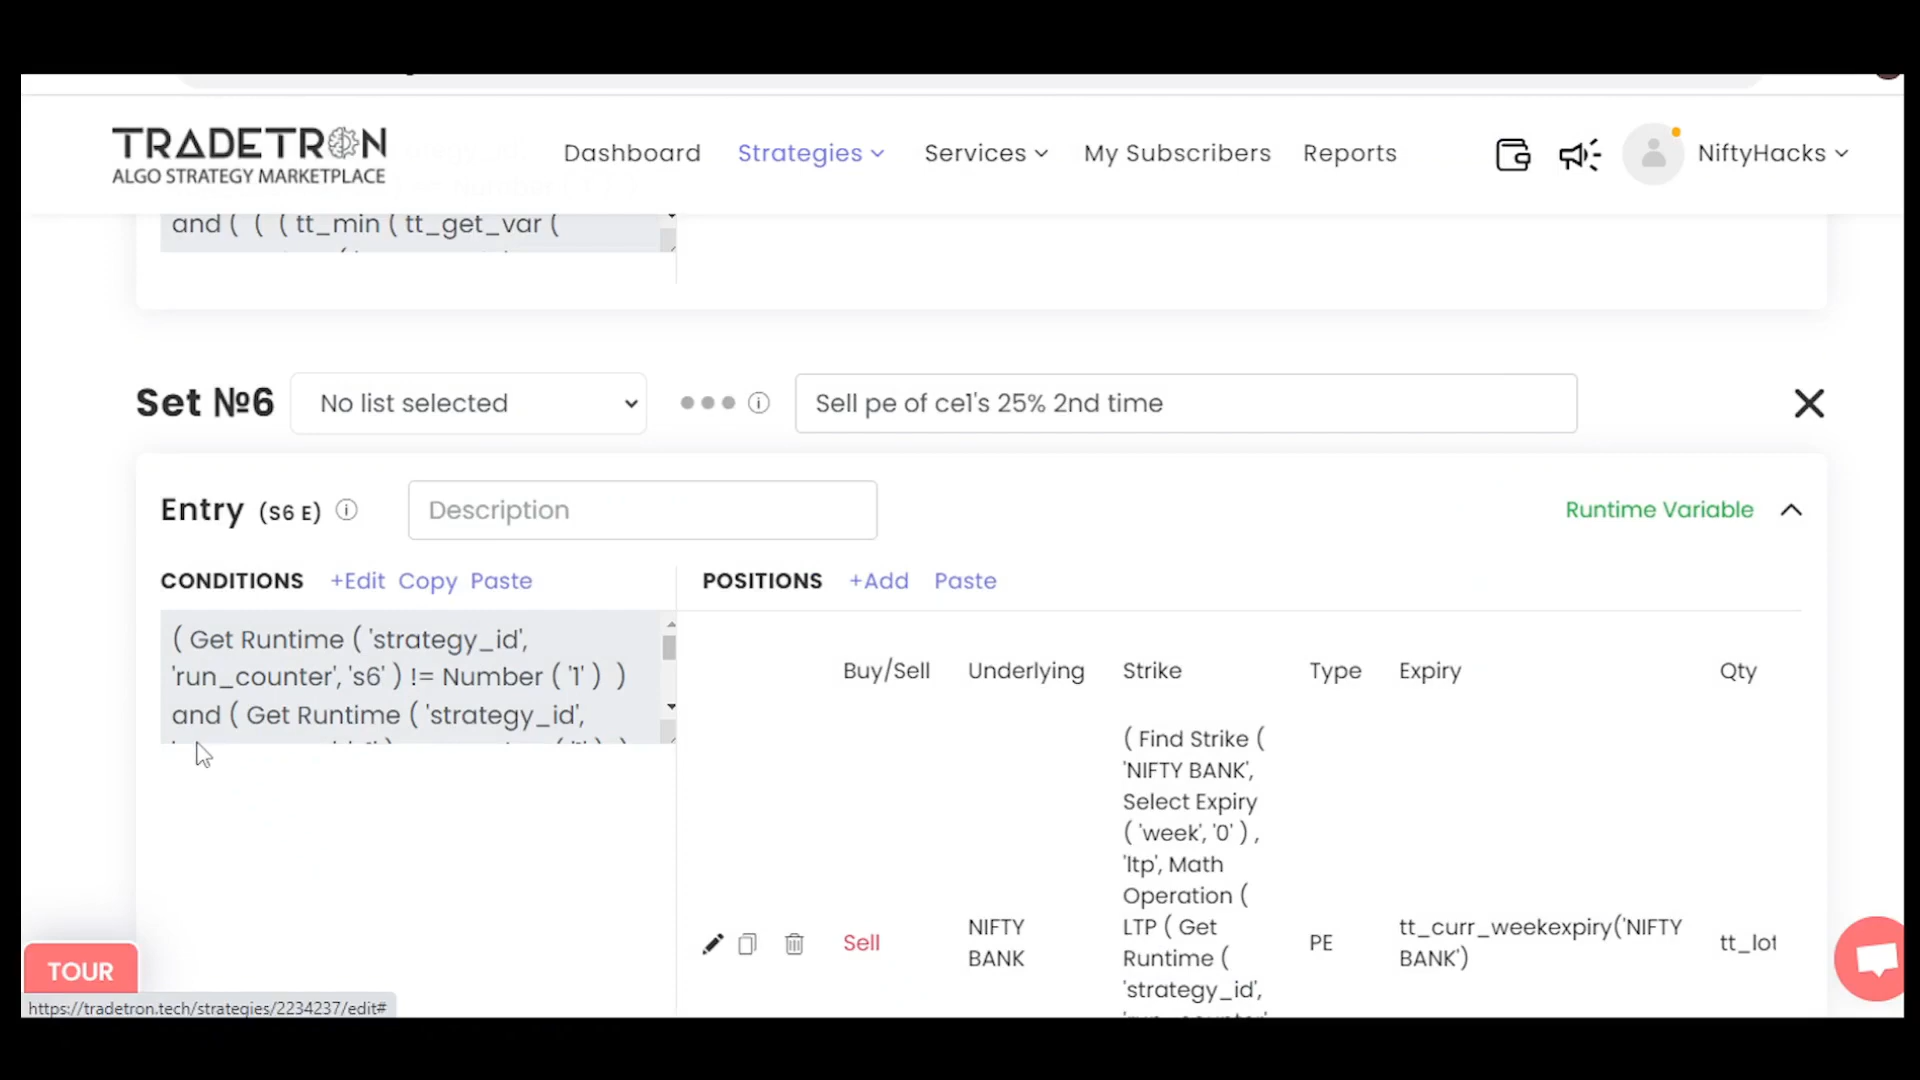 TRADETRON
ALGO STRATEGY MARKETPLACE
Dashboard
Strategies
Services
My Subscribers
Reports
NiftyHacks
and ( ( ( tt_min ( tt_get_var (
Set №6
No list selected
Sell pe of ce1's 25% 2nd time
Entry (S6 E)
Description
Runtime Variable
CONDITIONS +Edit Copy Paste
POSITIONS +Add Paste
( Get Runtime ( 'strategy_id',
'run_counter', 's6' ) != Number ( '1' ) )
and ( Get Runtime ( 'strategy_id',
Buy/Sell Underlying Strike Type Expiry Qty
( Find Strike (
'NIFTY BANK',
Select Expiry
( 'week', '0' ) ,
'ltp', Math
Operation (
LTP ( Get
Runtime (
'strategy_id',
Sell
NIFTY
BANK
PE
tt_curr_weekexpiry('NIFTY
BANK')
tt_lot
TOUR
https://tradetron.tech/strategies/2234237/edit#